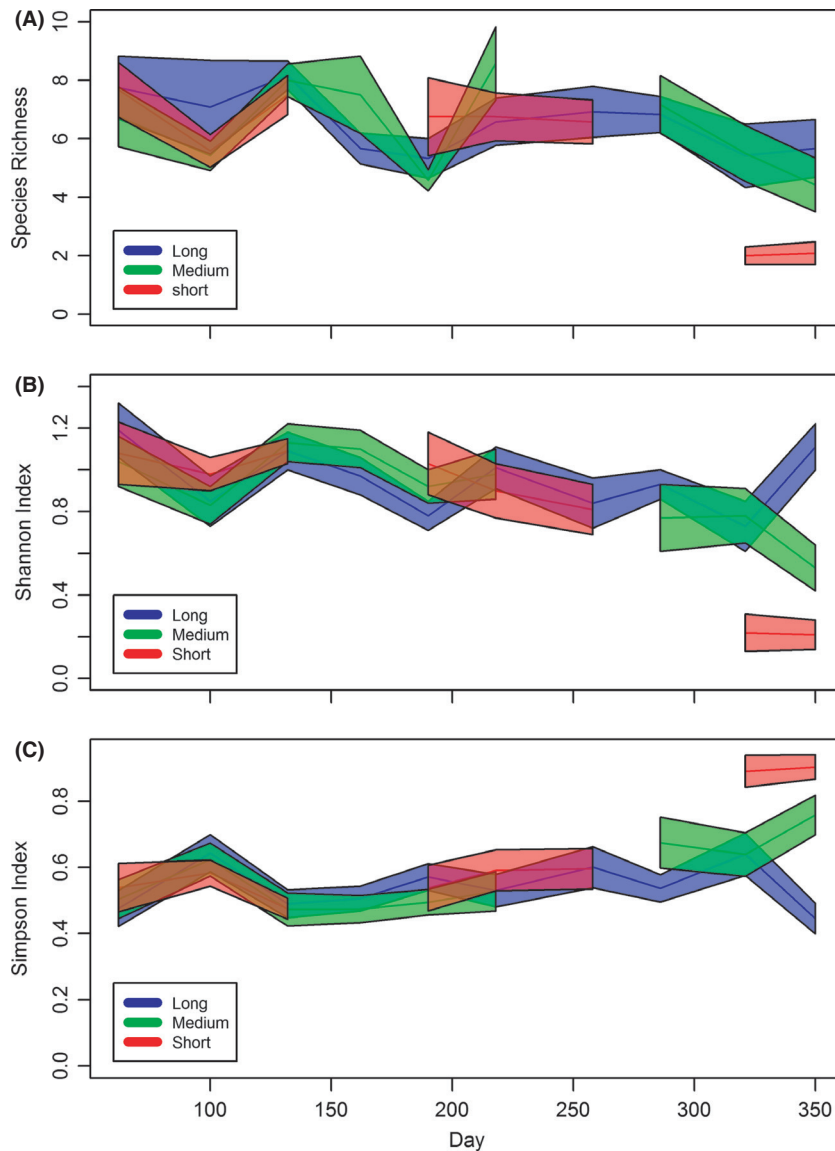 (A)
Species Richness
10
8
6
4
2
0
Long
Medium
short
(B)
Shannon Index
1.2
0.8
0.4
0.0
Long
Medium
Short
(C)
Simpson Index
0.8
0.6
0.4
0.2
0.0
Long
Medium
Short
100 150 200 250 300 350
Day